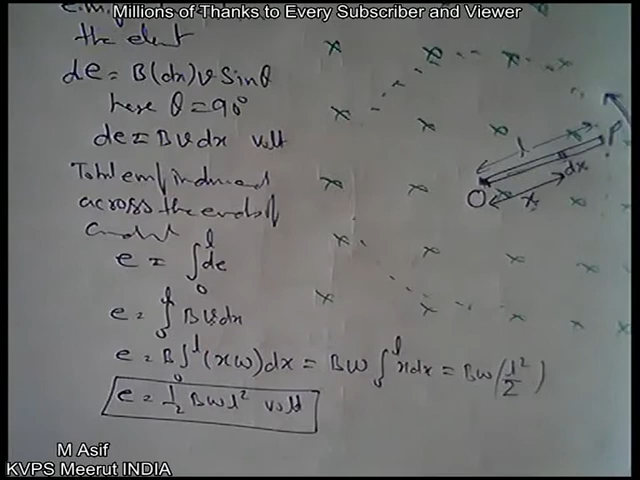 Millions of Thanks to Every Subscriber and Viewer
e.m.f
the elent
de = B(dx)v Sinθ
here θ = 90°
de = Bvdx volt
Total emf induced
across the ends of
e = ∫₀ˡ de
e = ∫₀ˡ Bvdx
e = B∫₀ˡ(xω)dx = Bω∫₀ˡ xdx = Bω(l²/2)
e = 1/2 Bωl² volt
l
P
dx
O
x
M Asif
KVPS Meerut INDIA